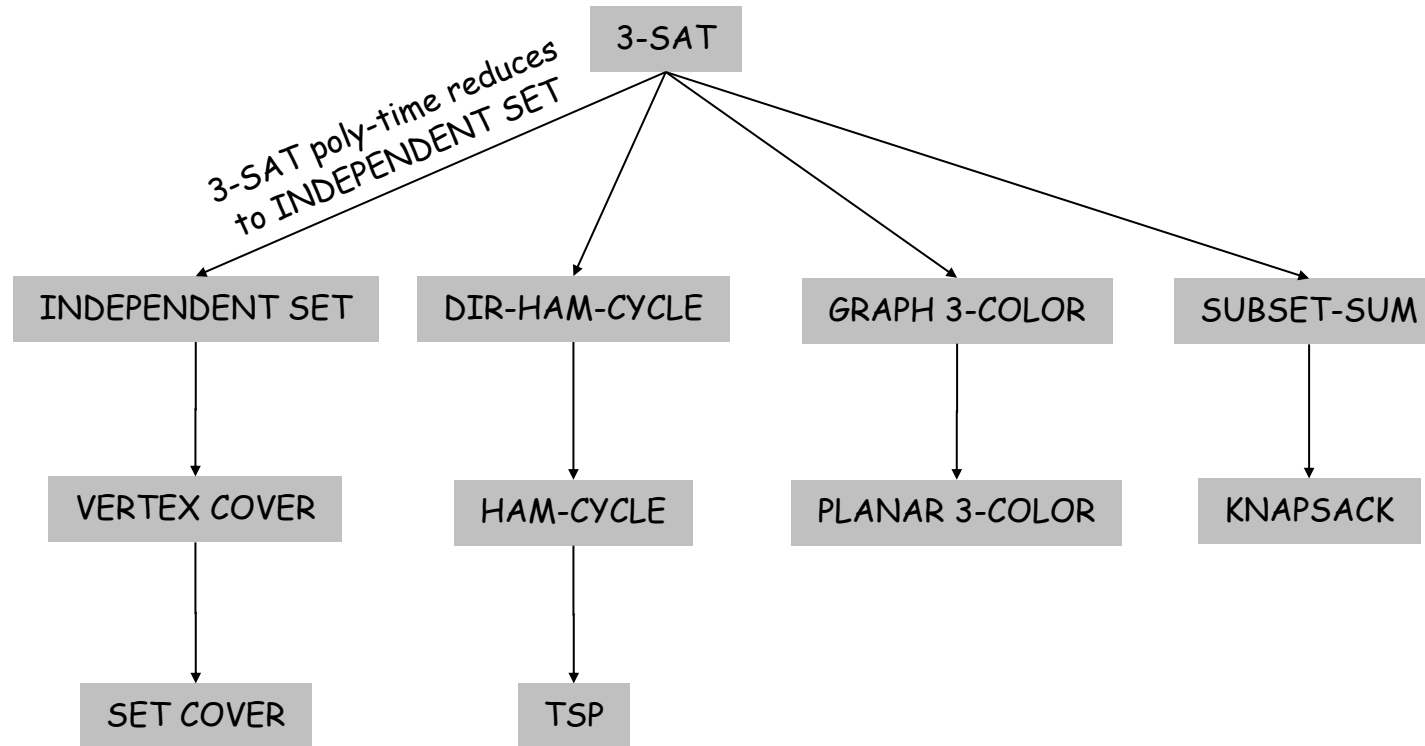 3-SAT
3-SAT poly-time reduces
to INDEPENDENT SET
INDEPENDENT SET
DIR-HAM-CYCLE
GRAPH 3-COLOR
SUBSET-SUM
VERTEX COVER
HAM-CYCLE
PLANAR 3-COLOR
KNAPSACK
SET COVER
TSP